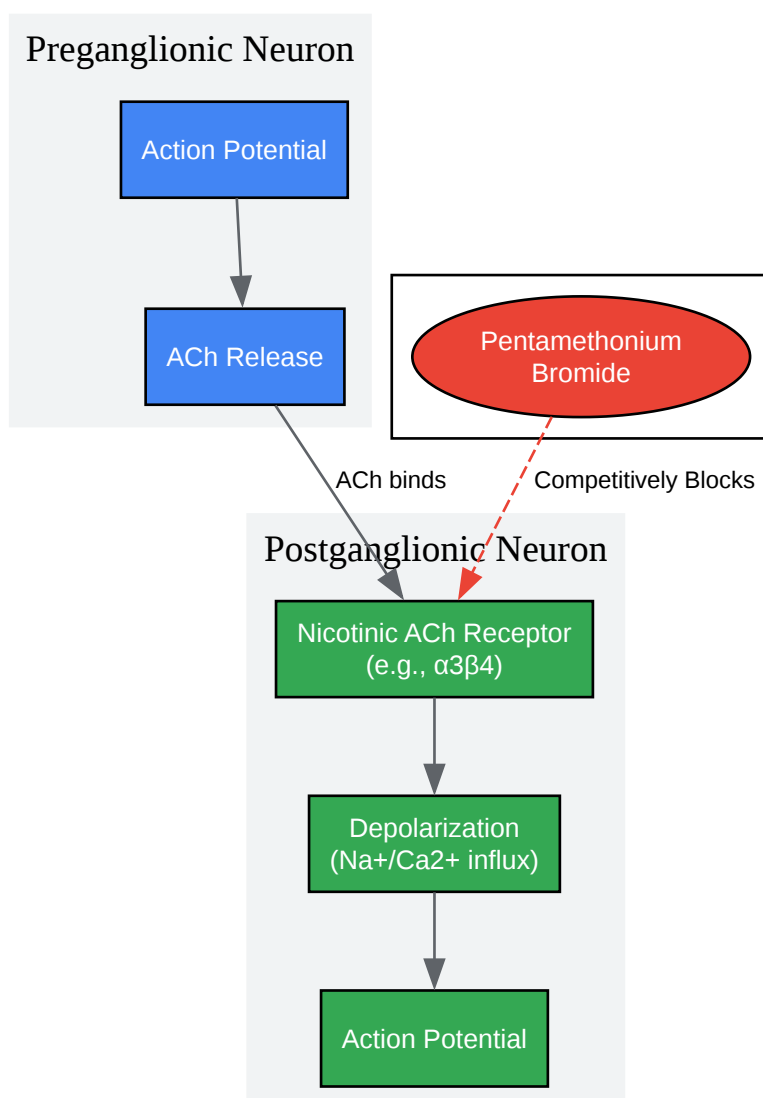 Preganglionic Neuron
Action Potential
ACh Release
Pentamethonium
Bromide
ACh binds
Competitively Blocks
Postganglionic Neuron
Nicotinic ACh Receptor
(e.g., α3β4)
Depolarization
(Na+/Ca2+ influx)
Action Potential